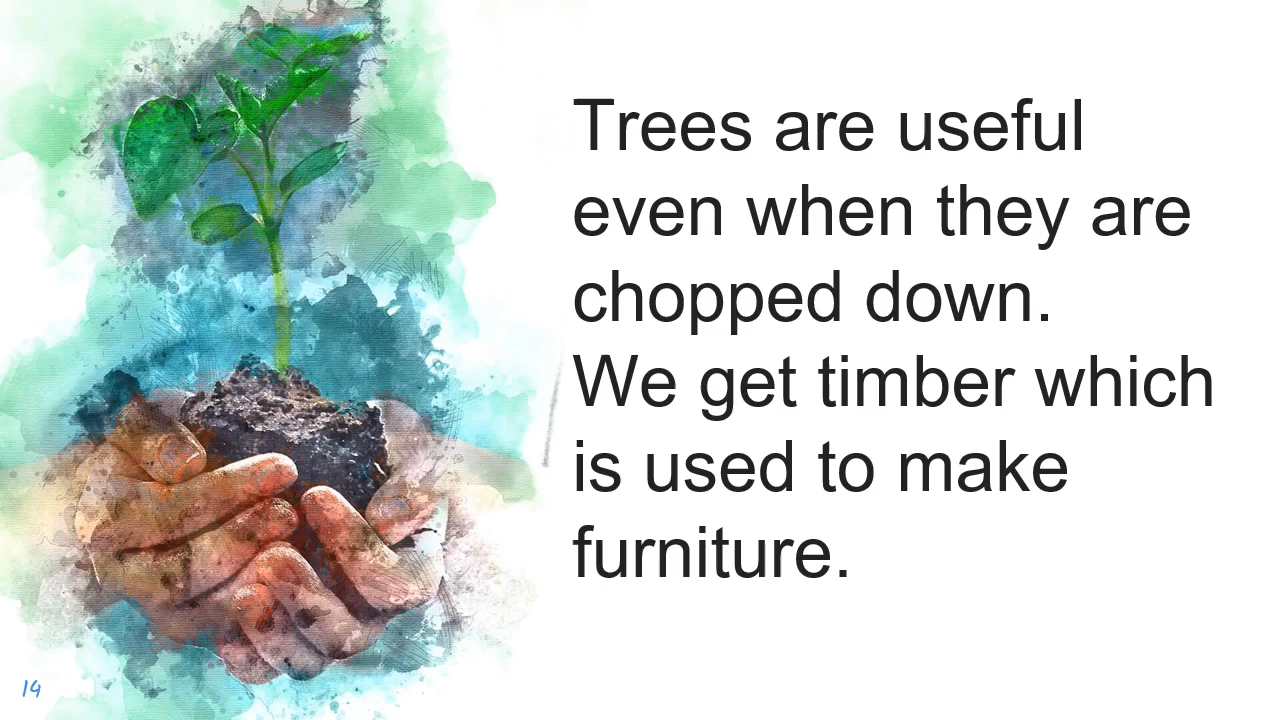 Trees are useful
even when they are
chopped down.
We get timber which
is used to make
furniture.
14